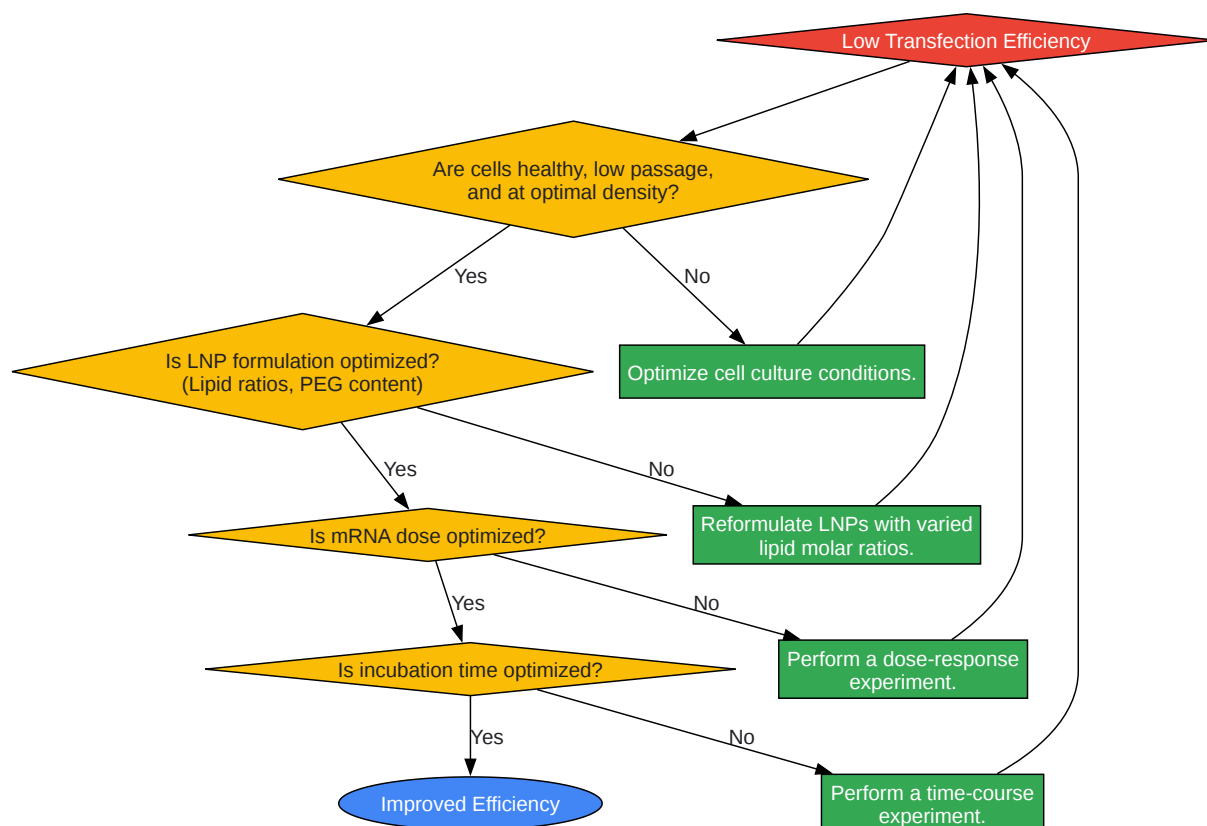 Low Transfection Efficiency
Are cells healthy, low passage,
and at optimal density?
Yes
No
Is LNP formulation optimized?
(Lipid ratios, PEG content)
Optimize cell culture conditions.
Yes
No
Is mRNA dose optimized?
Reformulate LNPs with varied
lipid molar ratios.
Yes
No
Is incubation time optimized?
Perform a dose-response
experiment.
Yes
No
Improved Efficiency
Perform a time-course
experiment.